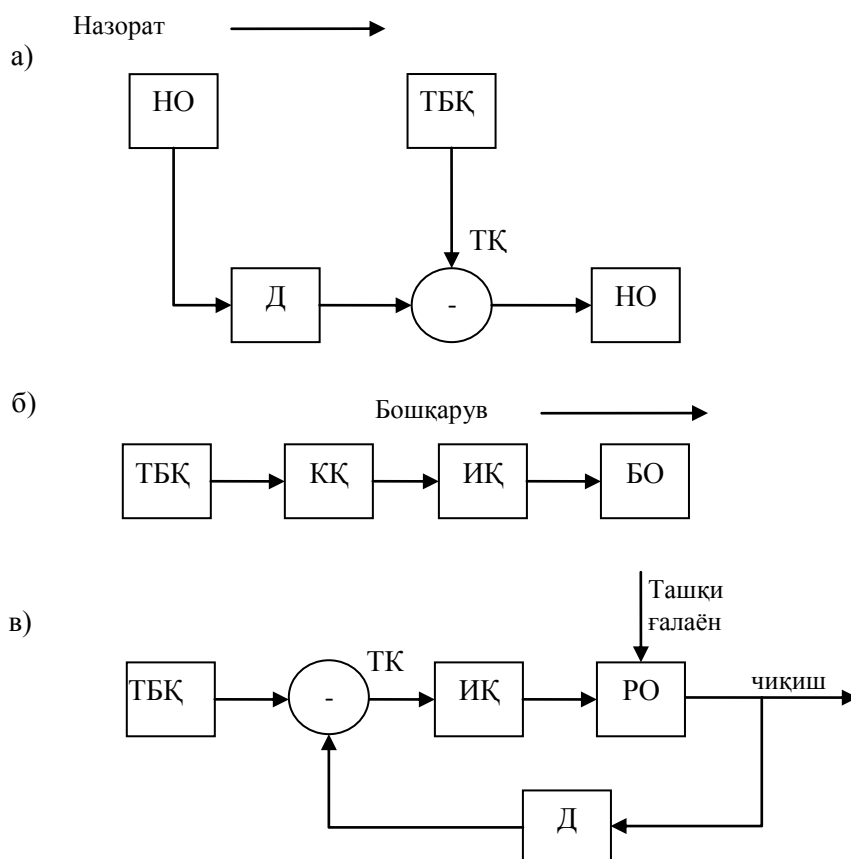 Назорат
а)
НО
ТБҚ
ТҚ
Д
-
НО
б)
Бошқарув
ТБҚ
КҚ
ИҚ
БО
Ташқи
ғалаён
в)
ТБҚ
-
ТК
ИҚ
РО
чиқиш
Д